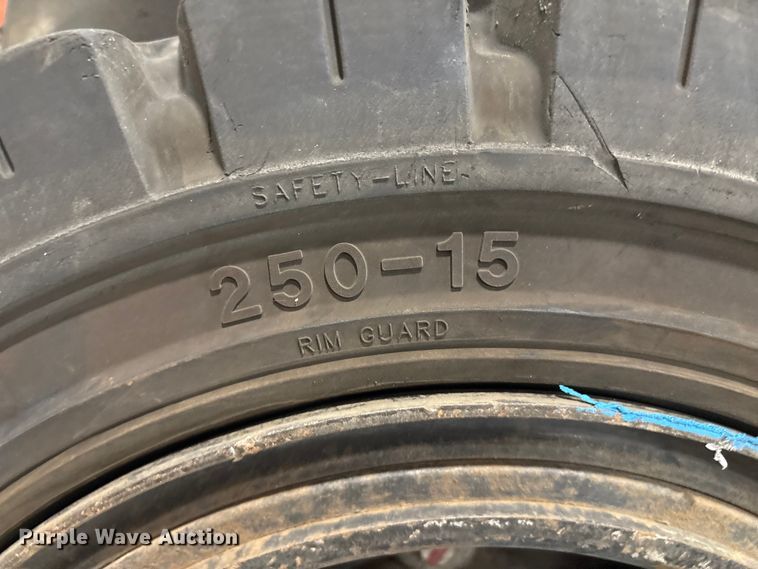 SAFETY-LINE
250-15
RIM GUARD
Purple Wave Auction